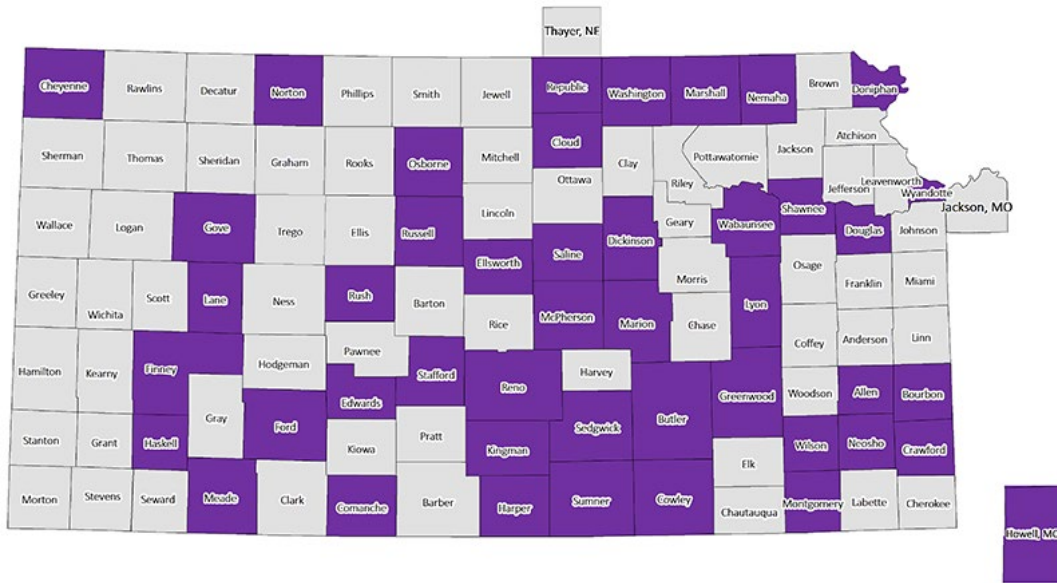 Thayer, NE
Cheyenne
Rawlins
Decatur
Norton
Phillips
Smith
Jewell
Republic
Washington
Marshall
Nemaha
Brown
Doniphan
Sherman
Thomas
Sheridan
Graham
Rooks
Osborne
Mitchell
Cloud
Clay
Riley
Pottawatomie
Jackson
Atchison
Ottawa
Lincoln
Jefferson
Leavenworth
Wyandotte
Jackson, MO
Wallace
Logan
Gove
Trego
Ellis
Russell
Ellsworth
Saline
Dickinson
Geary
Wabaunsee
Shawnee
Douglas
Johnson
Greeley
Wichita
Scott
Lane
Ness
Rush
Barton
Rice
McPherson
Marion
Morris
Chase
Lyon
Osage
Franklin
Miami
Hamilton
Kearny
Finney
Hodgeman
Pawnee
Stafford
Reno
Harvey
Butler
Greenwood
Coffey
Anderson
Linn
Woodson
Allen
Bourbon
Stanton
Grant
Haskell
Gray
Ford
Edwards
Kiowa
Pratt
Kingman
Sedgwick
Elk
Wilson
Neosho
Crawford
Morton
Stevens
Seward
Meade
Clark
Comanche
Barber
Harper
Sumner
Cowley
Chautauqua
Montgomery
Labette
Cherokee
Howell, MO